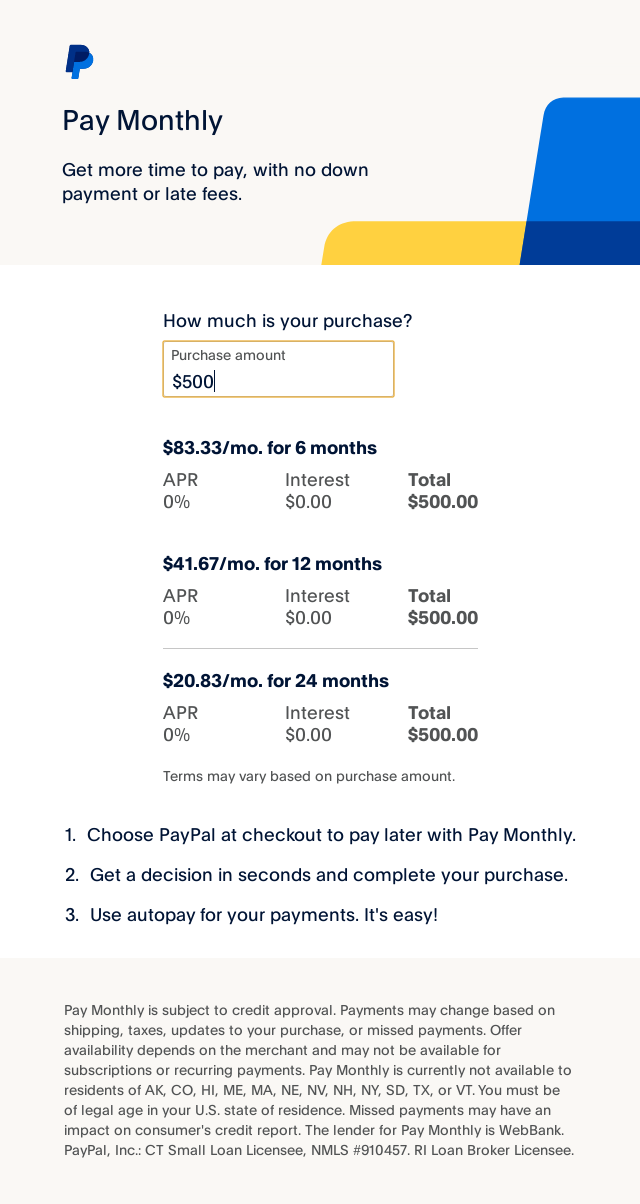 Pay Monthly
Get more time to pay, with no down
payment or late fees.
How much is your purchase?
Purchase amount
$500
$83.33/mo. for 6 months
APR Interest Total
0% $0.00 $500.00
$41.67/mo. for 12 months
APR Interest Total
0% $0.00 $500.00
$20.83/mo. for 24 months
APR Interest Total
0% $0.00 $500.00
Terms may vary based on purchase amount.
1. Choose PayPal at checkout to pay later with Pay Monthly.
2. Get a decision in seconds and complete your purchase.
3. Use autopay for your payments. It's easy!
Pay Monthly is subject to credit approval. Payments may change based on
shipping, taxes, updates to your purchase, or missed payments. Offer
availability depends on the merchant and may not be available for
subscriptions or recurring payments. Pay Monthly is currently not available to
residents of AK, CO, HI, ME, MA, NE, NV, NH, NY, SD, TX, or VT. You must be
of legal age in your U.S. state of residence. Missed payments may have an
impact on consumer's credit report. The lender for Pay Monthly is WebBank.
PayPal, Inc.: CT Small Loan Licensee, NMLS #910457. RI Loan Broker Licensee.